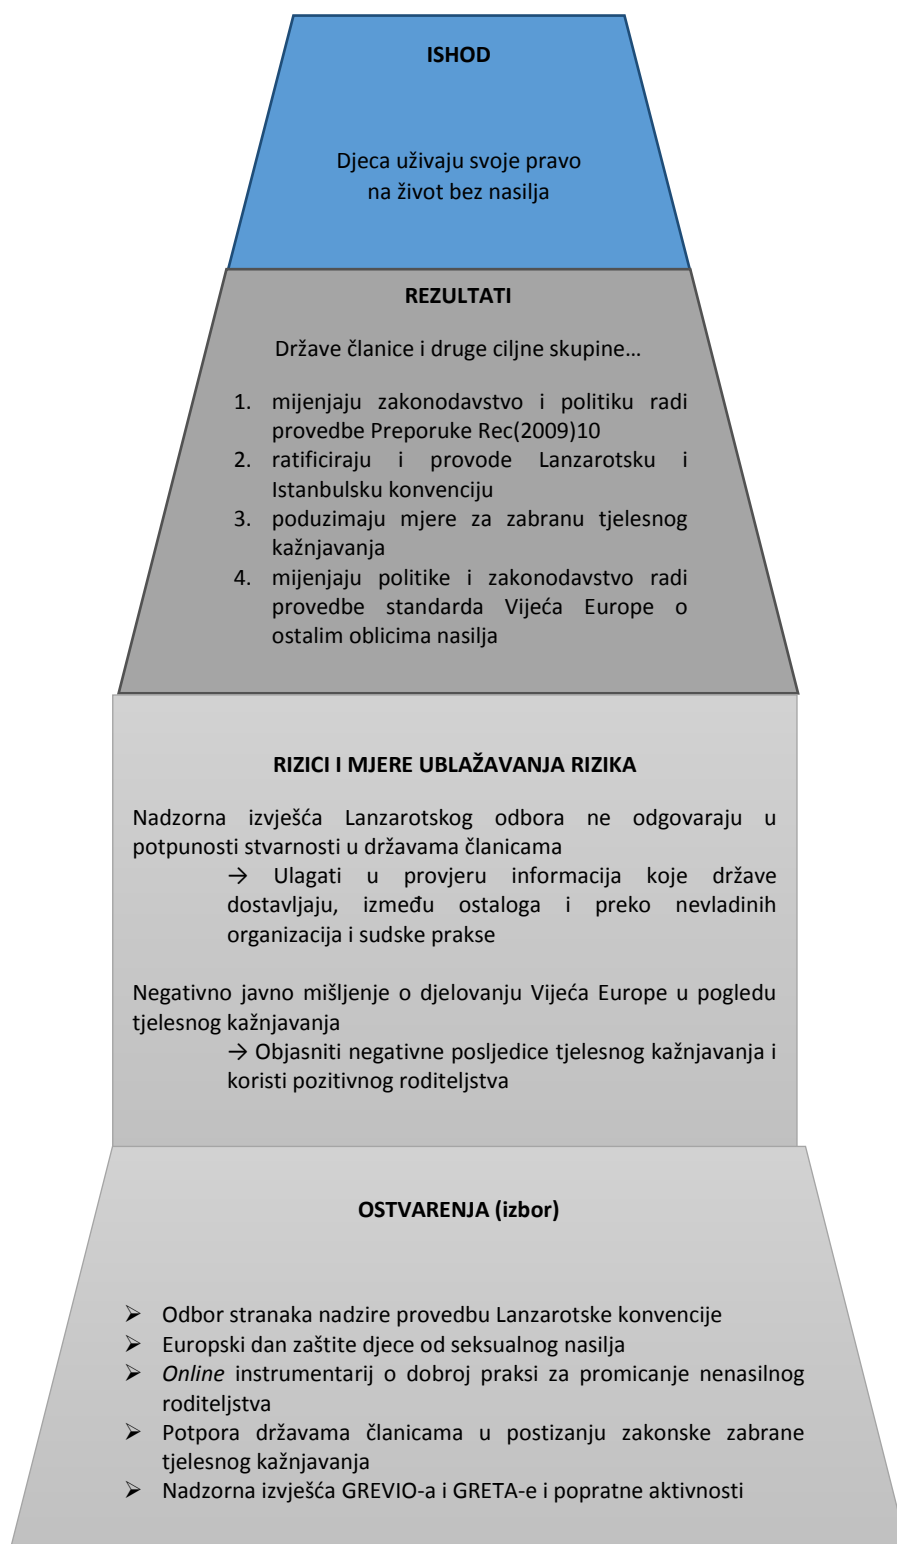 ISHOD
Djeca uživaju svoje pravo
na život bez nasilja
REZULTATI
Države članice i druge ciljne skupine…
1. mijenjaju zakonodavstvo i politiku radi
provedbe Preporuke Rec(2009)10
2. ratificiraju i provode Lanzarotsku i
Istanbulsku konvenciju
3. poduzimaju mjere za zabranu tjelesnog
kažnjavanja
4. mijenjaju politike i zakonodavstvo radi
provedbe standarda Vijeća Europe o
ostalim oblicima nasilja
RIZICI I MJERE UBLAŽAVANJA RIZIKA
Nadzorna izvješća Lanzarotskog odbora ne odgovaraju u
potpunosti stvarnosti u državama članicama
→ Ulagati u provjeru informacija koje države
dostavljaju, između ostaloga i preko nevladinih
organizacija i sudske prakse
Negativno javno mišljenje o djelovanju Vijeća Europe u pogledu
tjelesnog kažnjavanja
→ Objasniti negativne posljedice tjelesnog kažnjavanja i
koristi pozitivnog roditeljstva
OSTVARENJA (izbor)
➢ Odbor stranaka nadzire provedbu Lanzarotske konvencije
➢ Europski dan zaštite djece od seksualnog nasilja
➢ Online instrumentarij o dobroj praksi za promicanje nenasilnog
roditeljstva
➢ Potpora državama članicama u postizanju zakonske zabrane
tjelesnog kažnjavanja
➢ Nadzorna izvješća GREVIO-a i GRETA-e i popratne aktivnosti